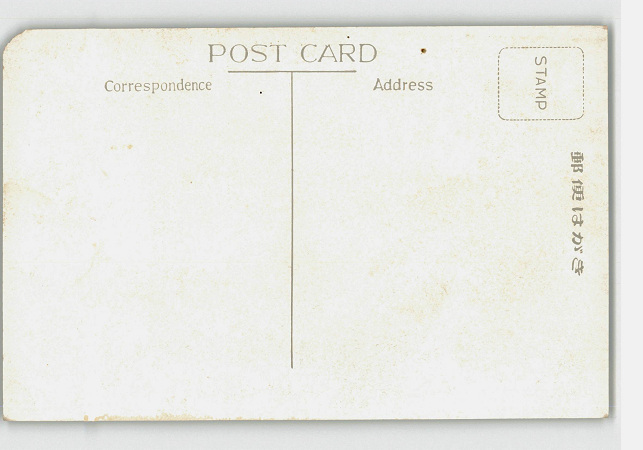 POST CARD
Correspondence
Address
STAMP
郵便はがき